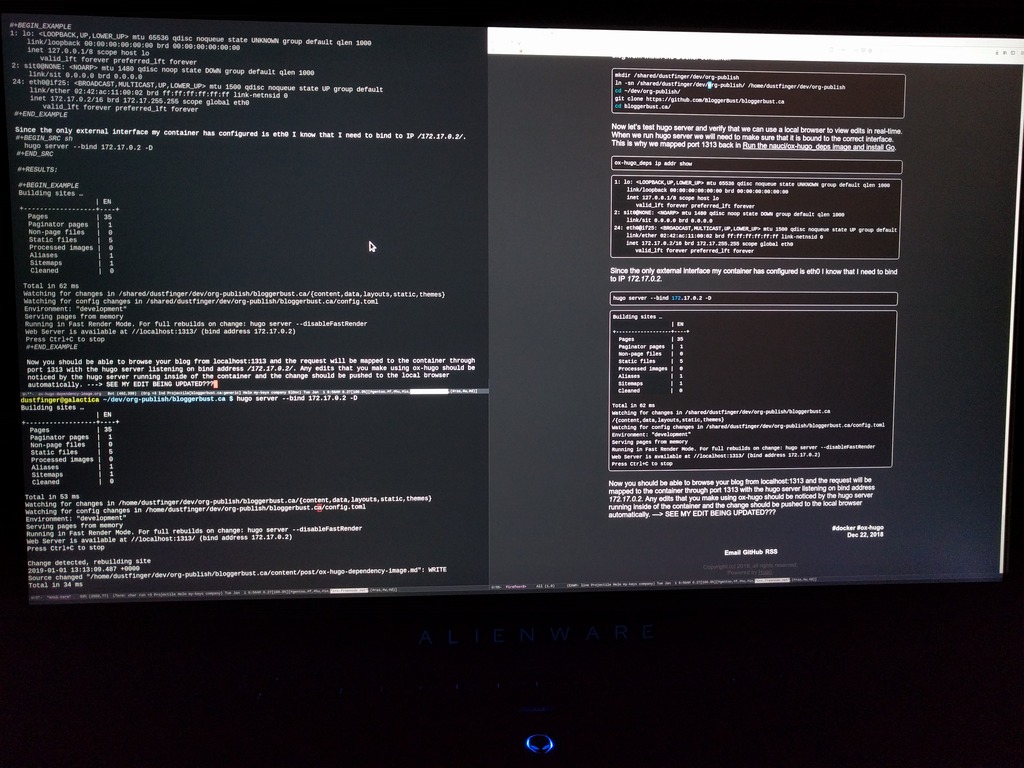 #+BEGIN_EXAMPLE
1: lo: <LOOPBACK,UP,LOWER_UP> mtu 65536 qdisc noqueue state UNKNOWN group default qlen 1000
link/loopback 00:00:00:00:00:00 brd 00:00:00:00:00:00
inet 127.0.0.1/8 scope host lo
valid_lft forever preferred_lft forever
2: sit0@NONE: <NOARP> mtu 1480 qdisc noop state DOWN group default qlen 1000
link/sit 0.0.0.0 brd 0.0.0.0
24: eth0@if25: <BROADCAST,MULTICAST,UP,LOWER_UP> mtu 1500 qdisc noqueue state UP group default
link/ether 02:42:ac:11:00:02 brd ff:ff:ff:ff:ff:ff link-netnsid 0
inet 172.17.0.2/16 brd 172.17.255.255 scope global eth0
valid_lft forever preferred_lft forever
#+END_EXAMPLE
Since the only external interface my container has configured is eth0 I know that I need to bind to IP /172.17.0.2/.
#+BEGIN_SRC sh
hugo server --bind 172.17.0.2 -D
#+END_SRC
#+RESULTS:
#+BEGIN_EXAMPLE
Building sites …
| EN
+------------------+----+
Pages | 35
Paginator pages | 1
Non-page files | 0
Static files | 5
Processed images | 0
Aliases | 1
Sitemaps | 1
Cleaned | 0
Total in 62 ms
Watching for changes in /shared/dustfinger/dev/org-publish/bloggerbust.ca/{content,data,layouts,static,themes}
Watching for config changes in /shared/dustfinger/dev/org-publish/bloggerbust.ca/config.toml
Environment: "development"
Serving pages from memory
Running in Fast Render Mode. For full rebuilds on change: hugo server --disableFastRender
Web Server is available at //localhost:1313/ (bind address 172.17.0.2)
Press Ctrl+C to stop
#+END_EXAMPLE
Now you should be able to browse your blog from localhost:1313 and the request will be mapped to the container through
port 1313 with the hugo server listening on bind address /172.17.0.2/. Any edits that you make using ox-hugo should be
noticed by the hugo server running inside of the container and the change should be pushed to the local browser
automatically. ---> SEE MY EDIT BEING UPDATED???
dustfinger@galactica ~/dev/org-publish/bloggerbust.ca $ hugo server --bind 172.17.0.2 -D
Building sites …
| EN
+------------------+----+
Pages | 35
Paginator pages | 1
Non-page files | 0
Static files | 5
Processed images | 0
Aliases | 1
Sitemaps | 1
Cleaned | 0
Total in 53 ms
Watching for changes in /home/dustfinger/dev/org-publish/bloggerbust.ca/{content,data,layouts,static,themes}
Watching for config changes in /home/dustfinger/dev/org-publish/bloggerbust.ca/config.toml
Environment: "development"
Serving pages from memory
Running in Fast Render Mode. For full rebuilds on change: hugo server --disableFastRender
Web Server is available at //localhost:1313/ (bind address 172.17.0.2)
Press Ctrl+C to stop
Change detected, rebuilding site
2019-01-01 13:13:09.487 +0000
Source changed "/home/dustfinger/dev/org-publish/bloggerbust.ca/content/post/ox-hugo-dependency-image.md": WRITE
Total in 34 ms
mkdir /shared/dustfinger/dev/org-publish
ln -sn /shared/dustfinger/dev/org-publish/ /home/dustfinger/dev/org-publish
cd ~/dev/org-publish/
git clone https://github.com/BloggerBust/bloggerbust.ca
cd bloggerbust.ca/
Now let's test hugo server and verify that we can use a local browser to view edits in real-time.
When we run hugo server we will need to make sure that it is bound to the correct interface.
This is why we mapped port 1313 back in Run the nauci/ox-hugo_deps image and install Go.
ox-hugo_deps ip addr show
1: lo: <LOOPBACK,UP,LOWER_UP> mtu 65536 qdisc noqueue state UNKNOWN group default qlen 1000
link/loopback 00:00:00:00:00:00 brd 00:00:00:00:00:00
inet 127.0.0.1/8 scope host lo
valid_lft forever preferred_lft forever
2: sit0@NONE: <NOARP> mtu 1480 qdisc noop state DOWN group default qlen 1000
link/sit 0.0.0.0 brd 0.0.0.0
24: eth0@if25: <BROADCAST,MULTICAST,UP,LOWER_UP> mtu 1500 qdisc noqueue state UP group default
link/ether 02:42:ac:11:00:02 brd ff:ff:ff:ff:ff:ff link-netnsid 0
inet 172.17.0.2/16 brd 172.17.255.255 scope global eth0
valid_lft forever preferred_lft forever
Since the only external interface my container has configured is eth0 I know that I need to bind
to IP 172.17.0.2.
hugo server --bind 172.17.0.2 -D
Building sites …
| EN
+------------------+----+
Pages | 35
Paginator pages | 1
Non-page files | 0
Static files | 5
Processed images | 0
Aliases | 1
Sitemaps | 1
Cleaned | 0
Total in 62 ms
Watching for changes in /shared/dustfinger/dev/org-publish/bloggerbust.ca
/{content,data,layouts,static,themes}
Watching for config changes in /shared/dustfinger/dev/org-publish/bloggerbust.ca/config.toml
Environment: "development"
Serving pages from memory
Running in Fast Render Mode. For full rebuilds on change: hugo server --disableFastRender
Web Server is available at //localhost:1313/ (bind address 172.17.0.2)
Press Ctrl+C to stop
Now you should be able to browse your blog from localhost:1313 and the request will be
mapped to the container through port 1313 with the hugo server listening on bind address
172.17.0.2. Any edits that you make using ox-hugo should be noticed by the hugo server
running inside of the container and the change should be pushed to the local browser
automatically. —> SEE MY EDIT BEING UPDATED???
#docker #ox-hugo
Dec 22, 2018
Email GitHub RSS
Copyright (c) 2018, all rights reserved.
Powered by Hugo
ALIENWARE